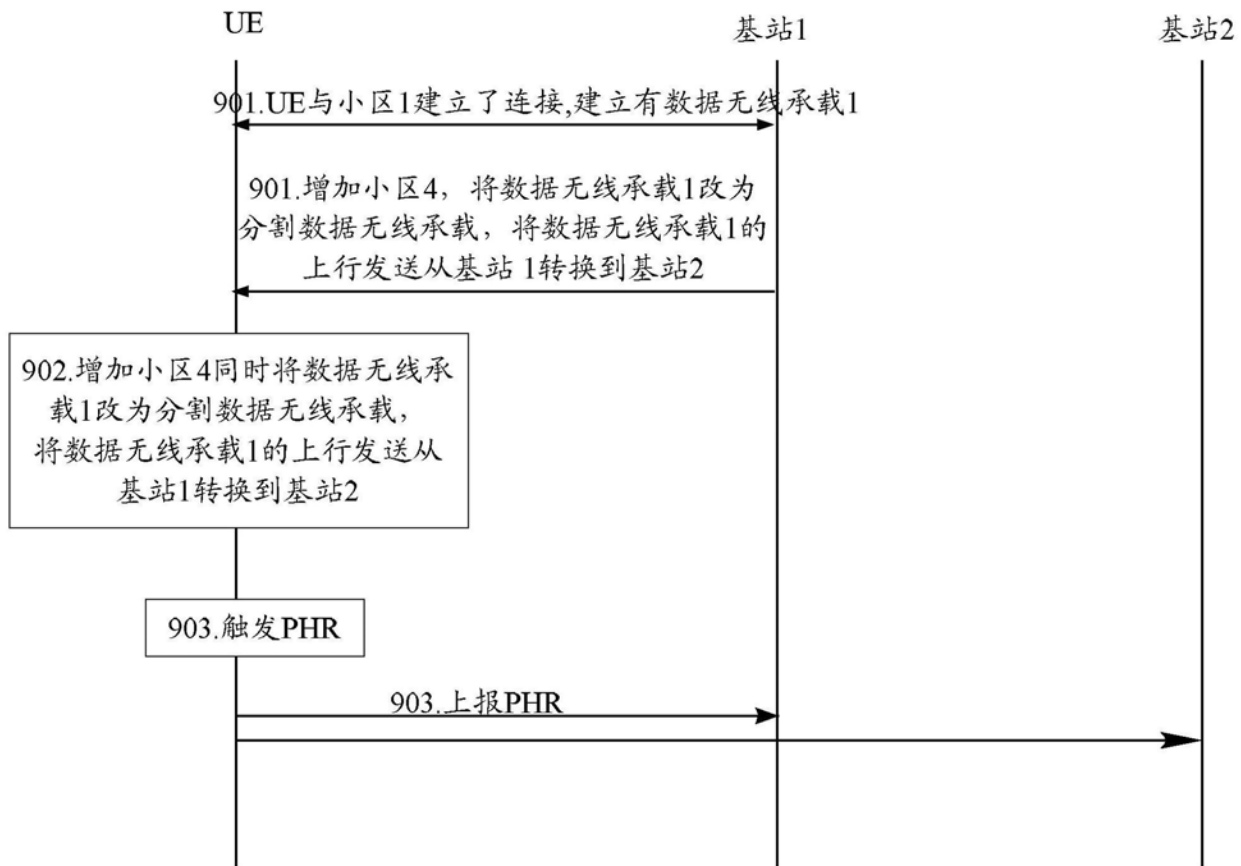 UE
基站1
基站2
901.UE与小区1建立了连接,建立有数据无线承载1
901.增加小区4，将数据无线承载1改为
分割数据无线承载，将数据无线承载1的
上行发送从基站 1转换到基站2
902.增加小区4同时将数据无线承
载1改为分割数据无线承载，
将数据无线承载1的上行发送从
基站1转换到基站2
903.触发PHR
903.上报PHR